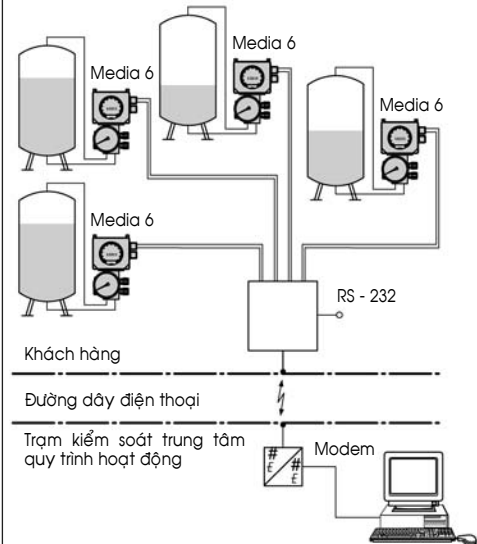 Media 6
Media 6
Media 6
Media 6
RS - 232
Khách hàng
Đường dây điện thoại
Trạm kiểm soát trung tâm
quy trình hoạt động
Modem
#
£
#
£